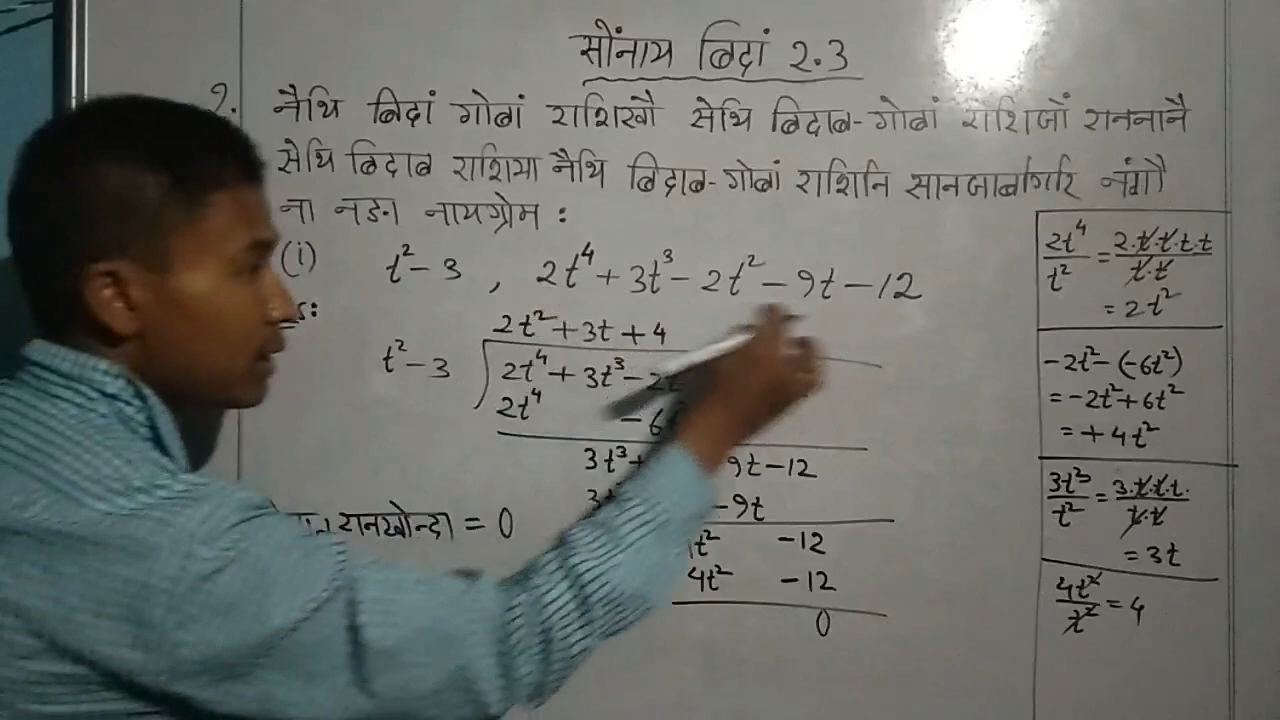 सोंनाय बिदां 2.3
१. नैथि बिदां गोबां राशिखौ सेथि बिदाब-गोबां राशिजों राननानै
सेथि बिदाब राशिया नैथि बिदाब-गोबां राशिनि सानजाबगिरि नंगौ
ना नङा नायग्रेम :
(i) t² - 3 , 2t⁴ + 3t³ - 2t² - 9t - 12
s:
2t² + 3t + 4
t² - 3 2t⁴ + 3t³ - 2t
2t⁴ - 6
3t³ + 9t - 12
- 9t
रानखोन्दा = 0
t² - 12
4t² - 12
0
2t⁴/t² = 2·t·t·t·t/t·t
= 2t²
-2t² - (-6t²)
= -2t² + 6t²
= +4t²
3t³/t² = 3·t·t·t·/t·t
= 3t
4t²/t² = 4